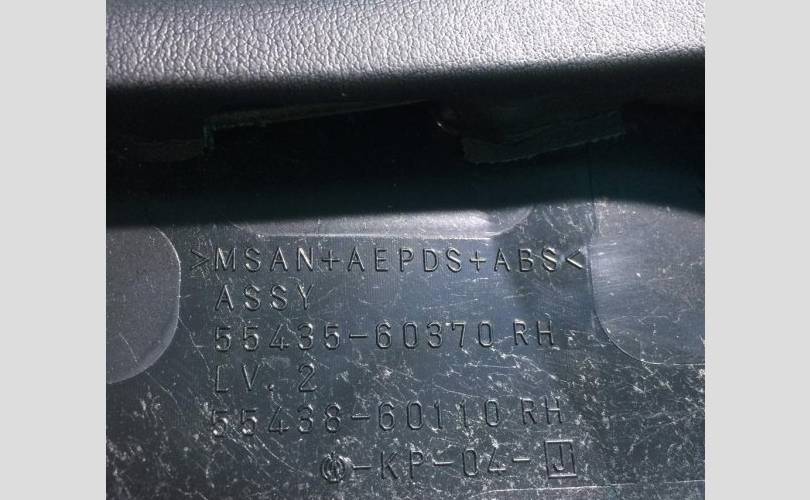 >MSAN+AEPDS+ABS<
ASSY
55435-60370 RH
LV. 2
55438-60110 RH
-KP-04-J